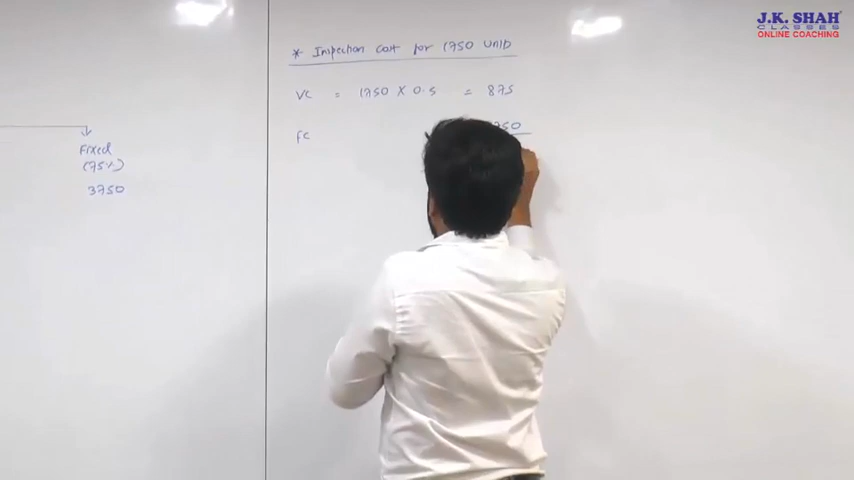 J.K. SHAH
CLASSES
ONLINE COACHING
* Inspection cost for 1750 units
VC = 1750 X 0.5 = 875
FC
Fixed
(75%)
3750